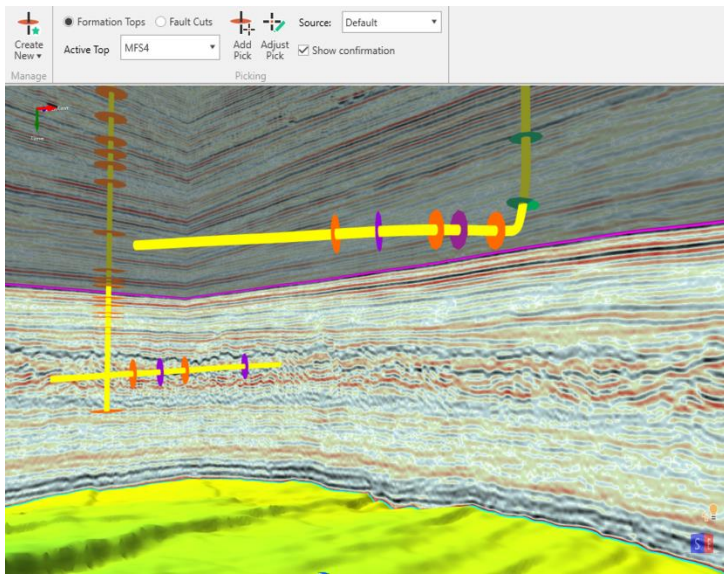 Create
New
Manage
Formation Tops
Fault Cuts
Active Top
MFS4
Add
Pick
Adjust
Pick
Source:
Default
Show confirmation
Picking